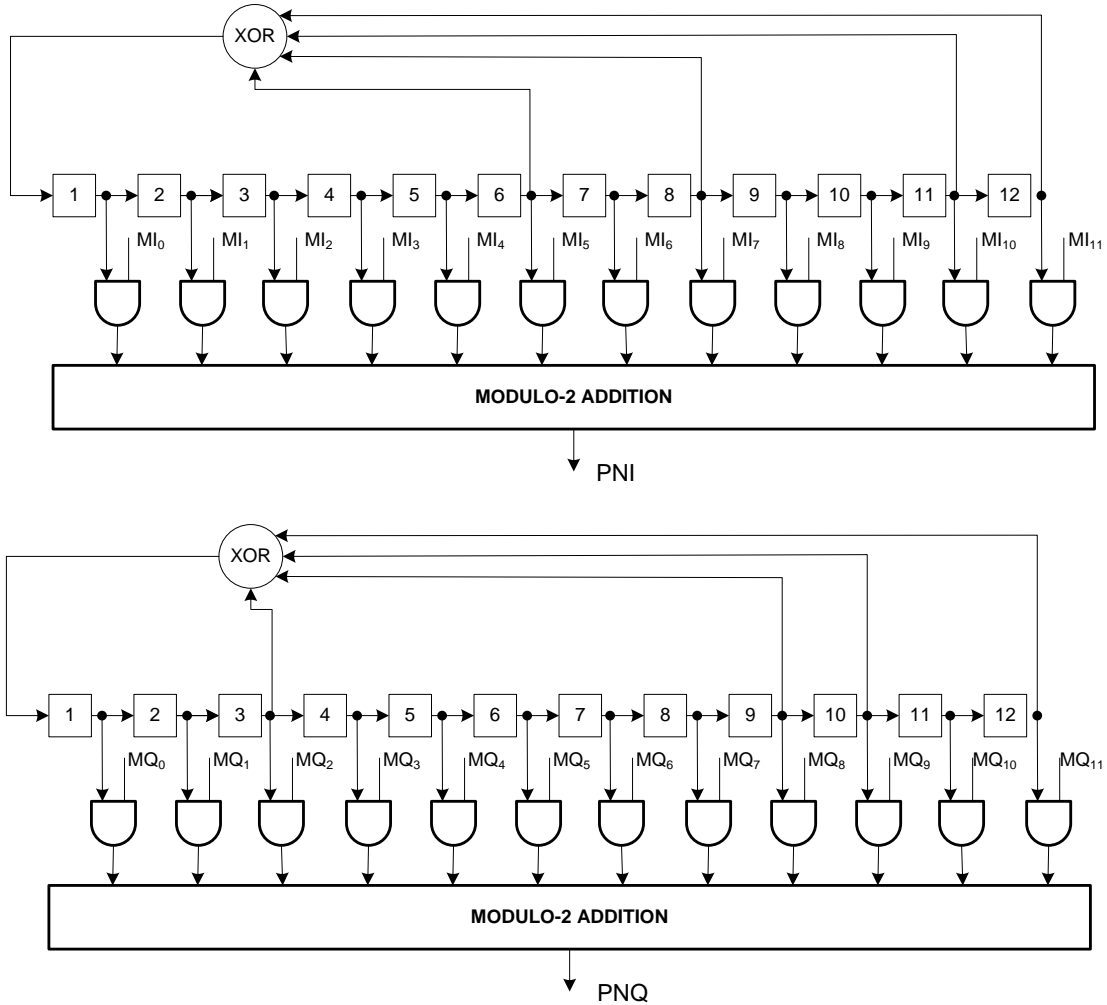 XOR
1 2 3 4 5 6 7 8 9 10 11 12
MI0 MI1 MI2 MI3 MI4 MI5 MI6 MI7 MI8 MI9 MI10 MI11
MODULO-2 ADDITION
PNI
XOR
1 2 3 4 5 6 7 8 9 10 11 12
MQ0 MQ1 MQ2 MQ3 MQ4 MQ5 MQ6 MQ7 MQ8 MQ9 MQ10 MQ11
MODULO-2 ADDITION
PNQ